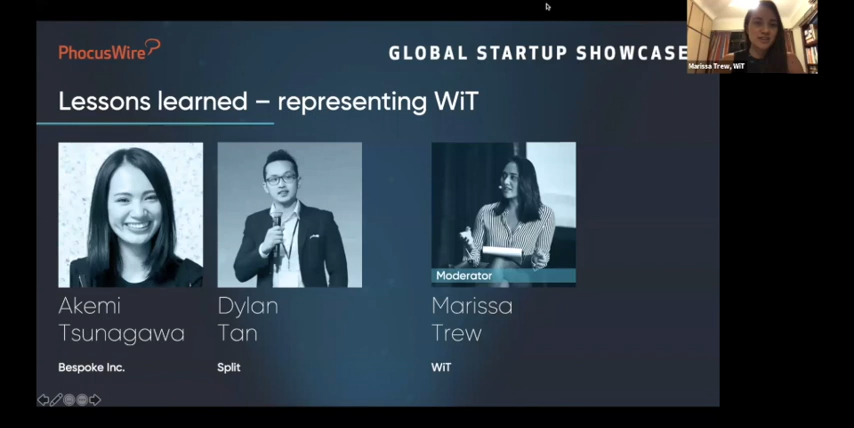 PhocusWire
GLOBAL STARTUP SHOWCASE
Marissa Trew, WiT
Lessons learned – representing WiT
Moderator
Akemi
Tsunagawa
Dylan
Tan
Marissa
Trew
Bespoke Inc.
Split
WiT